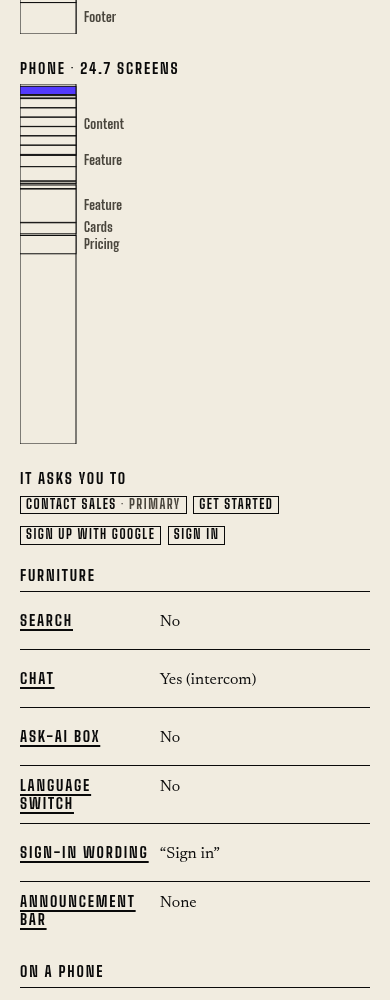 Footer
PHONE · 24.7 SCREENS
Content
Feature
Feature
Cards
Pricing
IT ASKS YOU TO
CONTACT SALES · PRIMARY GET STARTED
SIGN UP WITH GOOGLE SIGN IN
FURNITURE
SEARCH No
CHAT Yes (intercom)
ASK-AI BOX No
LANGUAGE No
SWITCH
SIGN-IN WORDING “Sign in”
ANNOUNCEMENT None
BAR
ON A PHONE